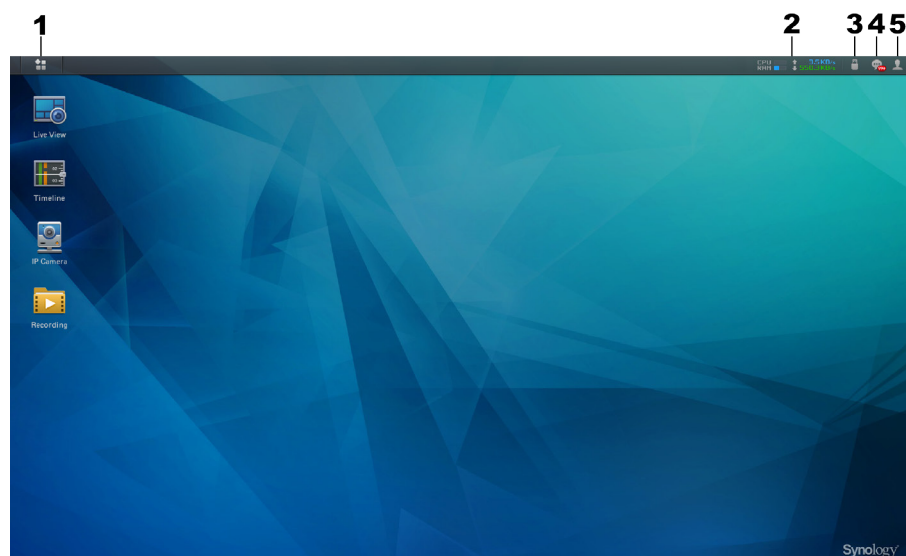 1
2
3
4
5
CPU
RAM
Live View
Timeline
IP Camera
Recording
Synology